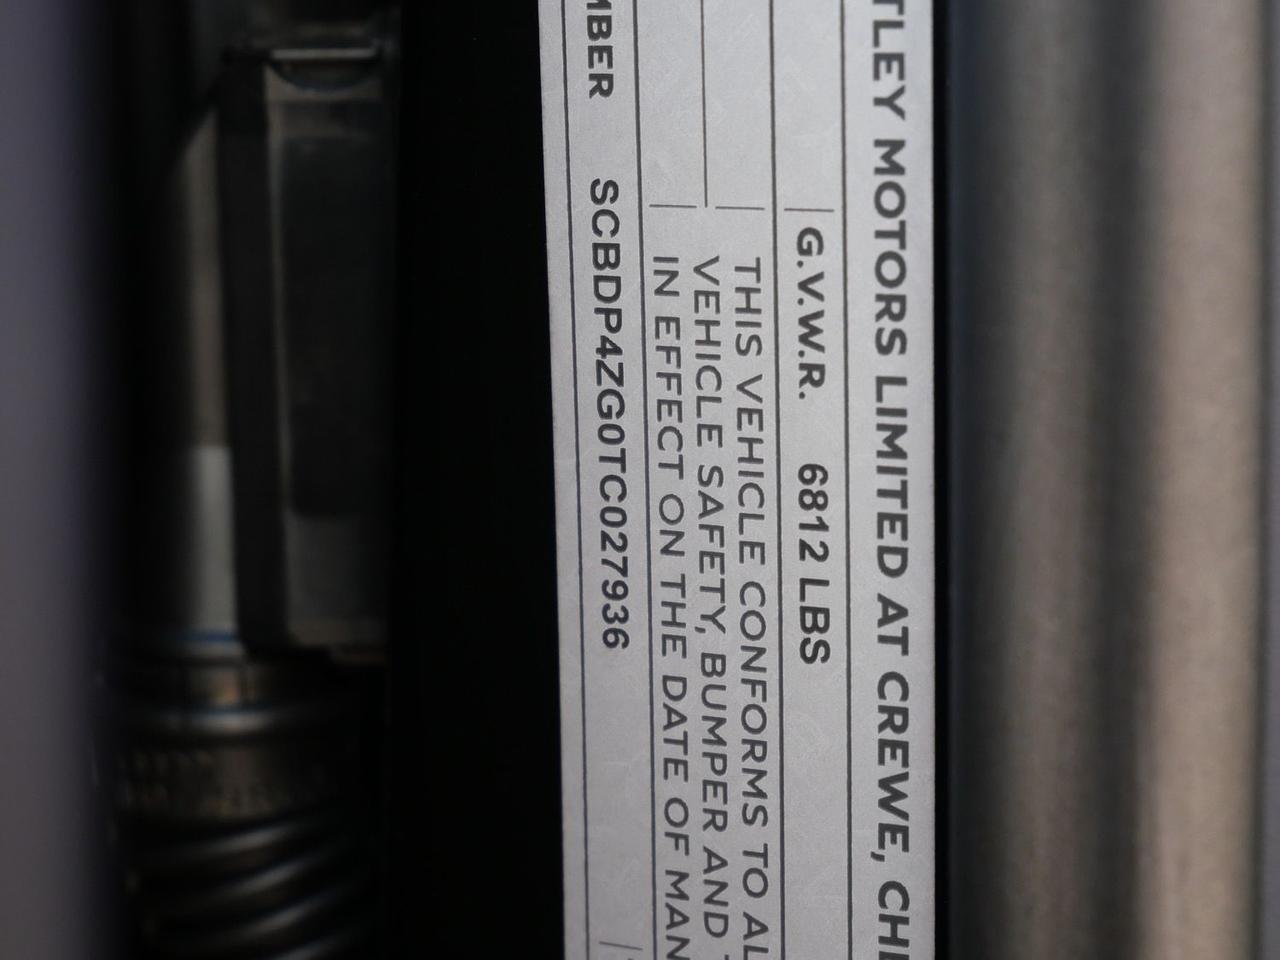 TLEY MOTORS LIMITED AT CREWE, CHE
G.V.W.R. 6812 LBS
THIS VEHICLE CONFORMS TO AL
VEHICLE SAFETY, BUMPER AND T
IN EFFECT ON THE DATE OF MAN
MBER SCBDP4ZG0TC027936